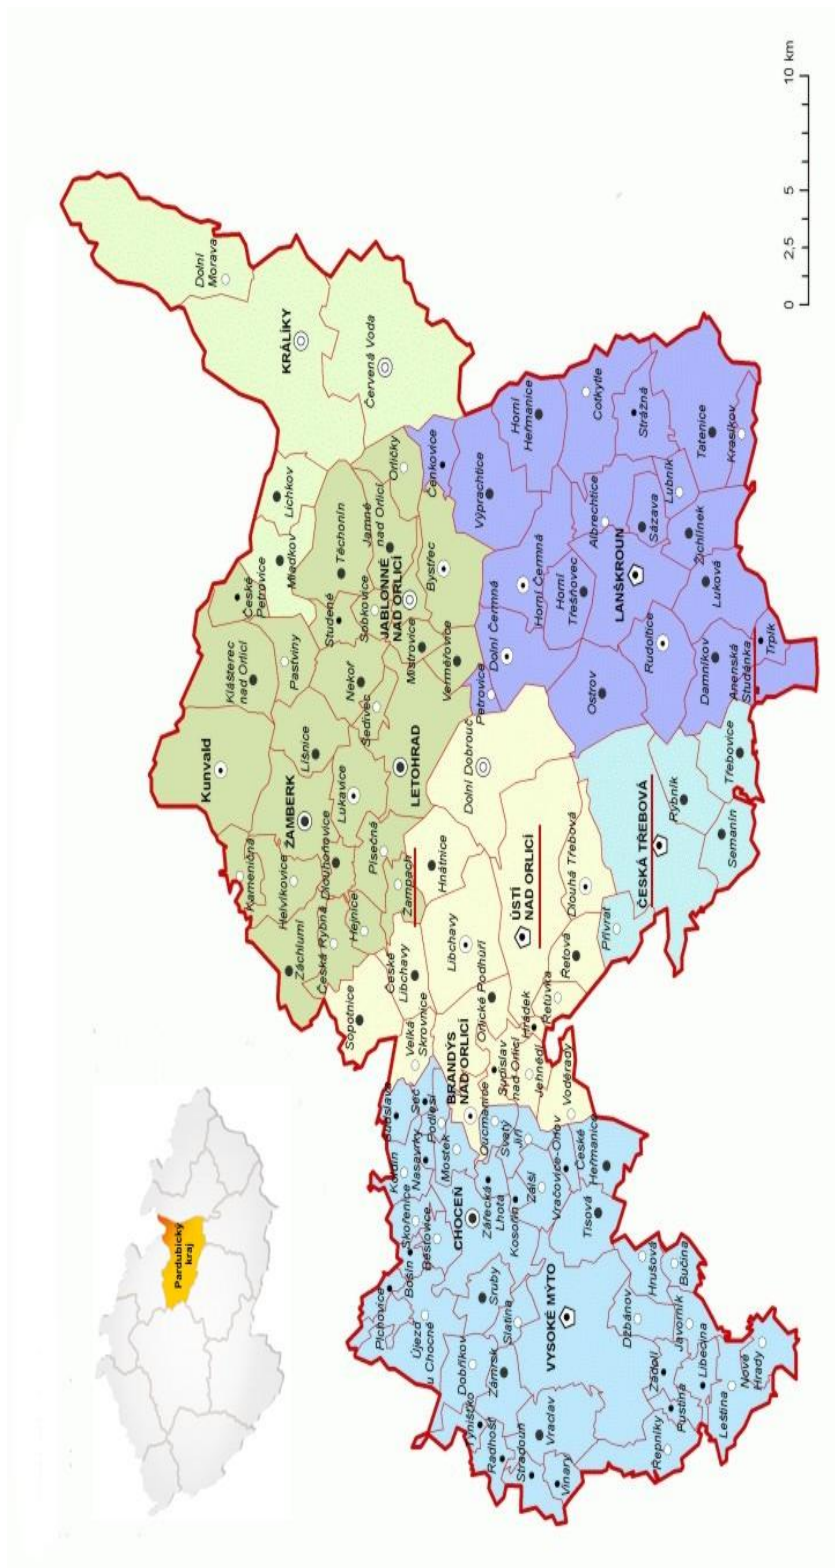 Pardubický
kraj
Dolní
Morava
KRÁLÍKY
Červená Voda
Lichkov
Mladkov
České
Petrovice
Klášterec
nad Orlicí
Pastviny
Kunvald
Těchonín
Studené
Sobkovice
Jamné
nad Orlicí
Orličky
JABLONNÉ
NAD ORLICÍ
Bystřec
Mistrovice
Verměřovice
Nekoř
Šedivec
Líšnice
ŽAMBERK
Lukavice
LETOHRAD
Kameničná
Helvíkovice
Dlouhoňovice
Písečná
Žampach
Hejnice
Česká Rybná
Záchlumí
Čenkovice
Výprachtice
Horní
Heřmanice
Cotkytle
Strážná
Tatenice
Krasíkov
Lubník
Albrechtice
Sázava
Žichlínek
LANŠKROUN
Luková
Horní Čermná
Horní
Třešňovec
Dolní Čermná
Petrovice
Ostrov
Rudoltice
Damníkov
Anenská
Studánka
Trpík
Dolní Dobrouč
Hnátnice
ÚSTÍ
NAD ORLICÍ
Dlouhá Třebová
Libchavy
České
Libchavy
Sopotnice
Velká
Skrovnice
Orlické Podhůří
BRANDÝS
NAD ORLICÍ
Oucmanice
Sudislav
nad Orlicí
Hrádek
Jehnědí
Řetová
Řetůvka
Voděrady
ČESKÁ TŘEBOVÁ
Přívrat
Rybník
Třebovice
Semanín
Sudslava
Seč
Podlesí
Nasavrky
Mostek
Koldín
Skořenice
Běstovice
Bošín
Plchovice
CHOCEŇ
Svatý
Jiří
Zářecká
Lhota
Kosořín
Zálší
Vračovice-Orlov
České
Heřmanice
Tisová
Újezd
u Chocně
Dobříkov
Sruby
Slatina
Zámrsk
Týnišťko
Radhošť
Stradouň
Vinary
Vraclav
VYSOKÉ MÝTO
Hrušová
Bučina
Džbánov
Javorník
Zádolí
Libecina
Pustina
Řepníky
Leština
Nové
Hrady
0 2,5 5 10 km